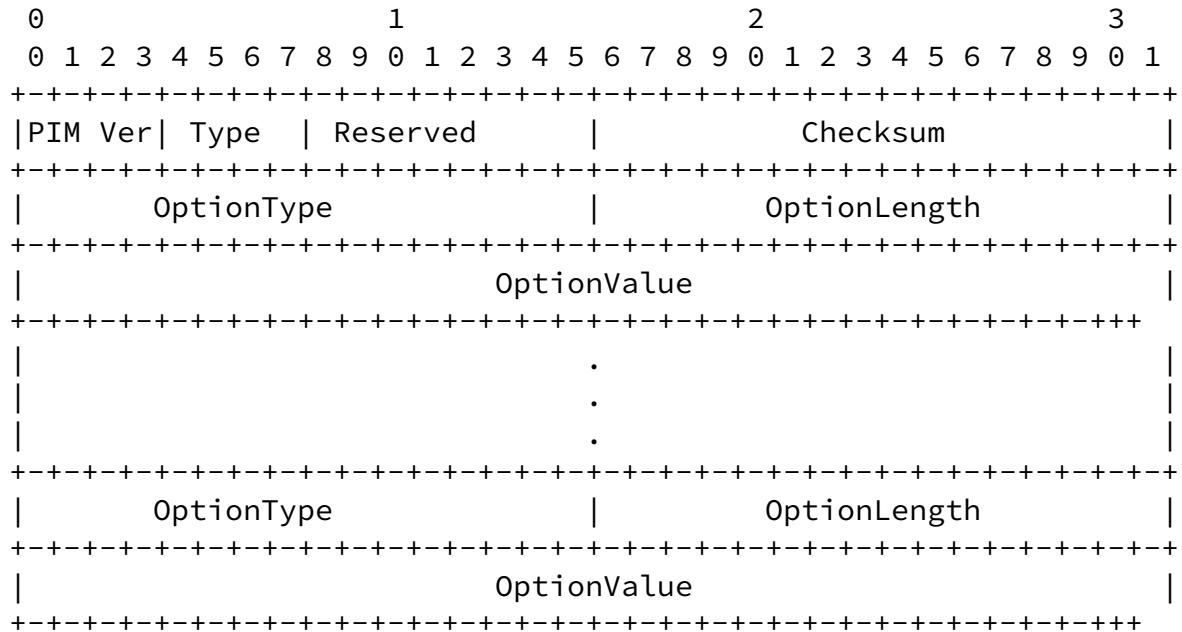 0                   1                   2                   3
 0 1 2 3 4 5 6 7 8 9 0 1 2 3 4 5 6 7 8 9 0 1 2 3 4 5 6 7 8 9 0 1
+-+-+-+-+-+-+-+-+-+-+-+-+-+-+-+-+-+-+-+-+-+-+-+-+-+-+-+-+-+-+-+-+
|PIM Ver| Type  | Reserved      |           Checksum            |
+-+-+-+-+-+-+-+-+-+-+-+-+-+-+-+-+-+-+-+-+-+-+-+-+-+-+-+-+-+-+-+-+
|       OptionType              |         OptionLength          |
+-+-+-+-+-+-+-+-+-+-+-+-+-+-+-+-+-+-+-+-+-+-+-+-+-+-+-+-+-+-+-+-+
|                          OptionValue                          |
+-+-+-+-+-+-+-+-+-+-+-+-+-+-+-+-+-+-+-+-+-+-+-+-+-+-+-+-+-+-+++
|                               .                               |
|                               .                               |
|                               .                               |
+-+-+-+-+-+-+-+-+-+-+-+-+-+-+-+-+-+-+-+-+-+-+-+-+-+-+-+-+-+-+-+-+
|       OptionType              |         OptionLength          |
+-+-+-+-+-+-+-+-+-+-+-+-+-+-+-+-+-+-+-+-+-+-+-+-+-+-+-+-+-+-+-+-+
|                          OptionValue                          |
+-+-+-+-+-+-+-+-+-+-+-+-+-+-+-+-+-+-+-+-+-+-+-+-+-+-+-+-+-+-+++